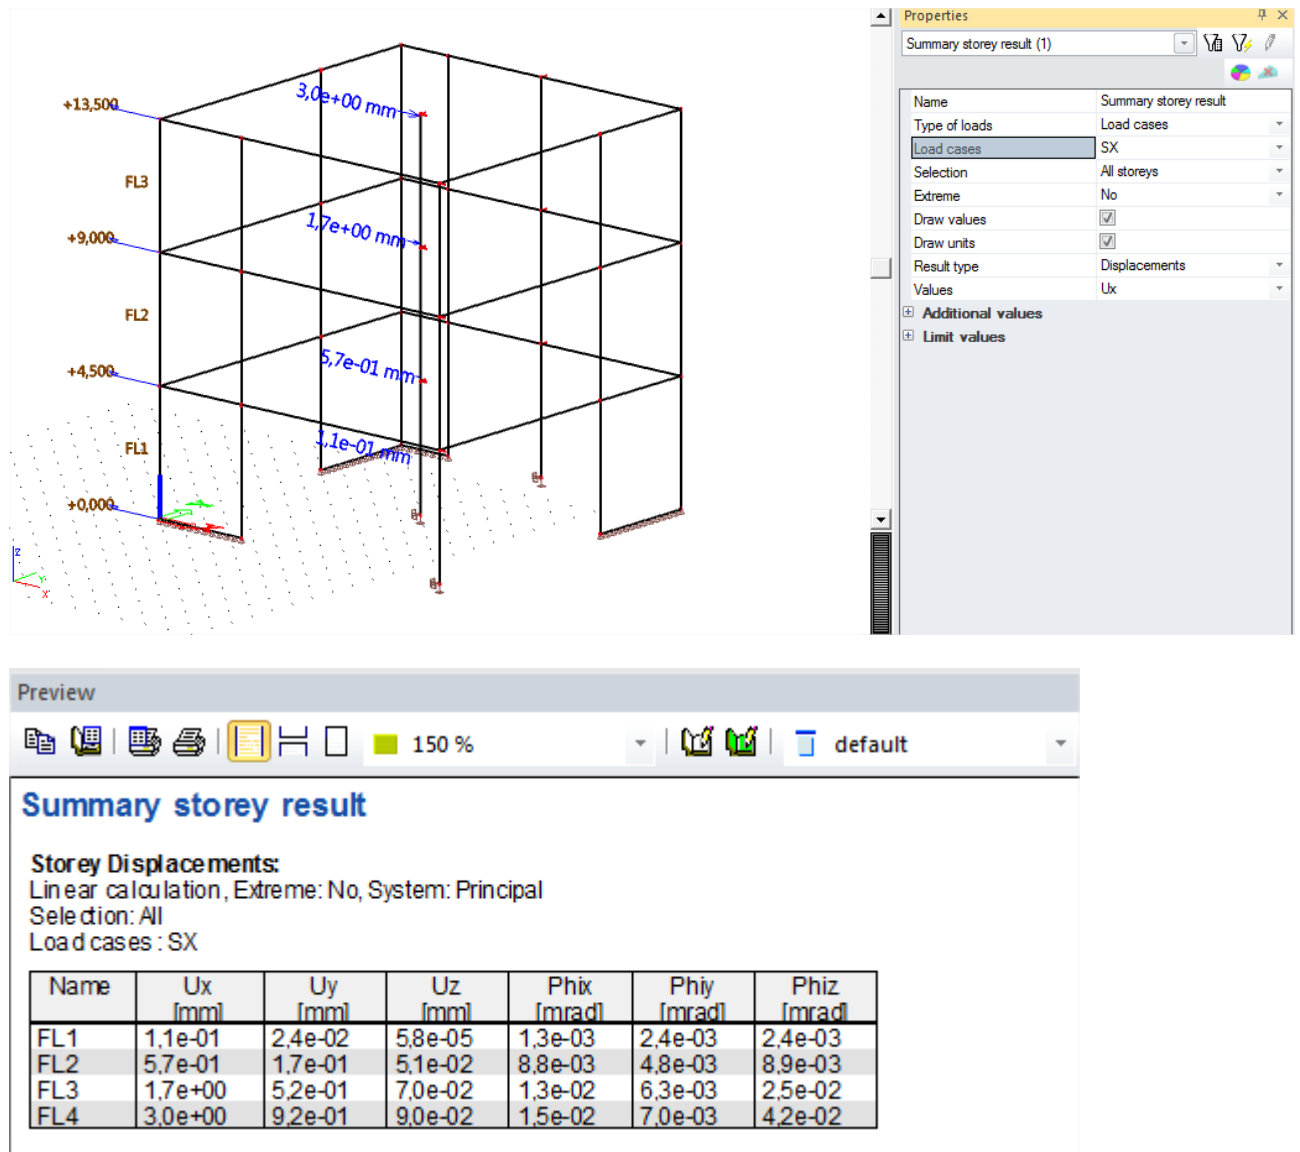 +13,500
3,0e+00 mm
FL3
+9,000
1,7e+00 mm
FL2
+4,500
5,7e-01 mm
FL1
1,1e-01 mm
+0,000
Z
Y
X
Properties
Summary storey result (1)
Name Summary storey result
Type of loads Load cases
Load cases SX
Selection All storeys
Extreme No
Draw values
Draw units
Result type Displacements
Values Ux
Additional values
Limit values
Preview
150 %
default
Summary storey result
Storey Displacements:
Linear calculation, Extreme: No, System: Principal
Selection: All
Load cases : SX
Name Ux Uy Uz Phix Phiy Phiz
[mm] [mm] [mm] [mrad] [mrad] [mrad]
FL1 1,1e-01 2,4e-02 5,8e-05 1,3e-03 2,4e-03 2,4e-03
FL2 5,7e-01 1,7e-01 5,1e-02 8,8e-03 4,8e-03 8,9e-03
FL3 1,7e+00 5,2e-01 7,0e-02 1,3e-02 6,3e-03 2,5e-02
FL4 3,0e+00 9,2e-01 9,0e-02 1,5e-02 7,0e-03 4,2e-02